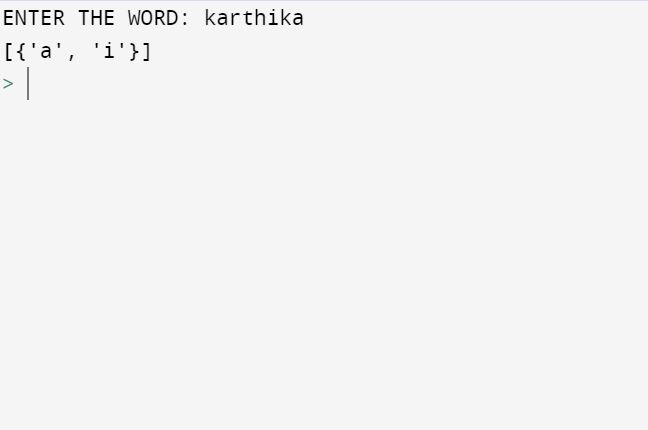 ENTER THE WORD: karthika
[{'a', 'i'}]
>